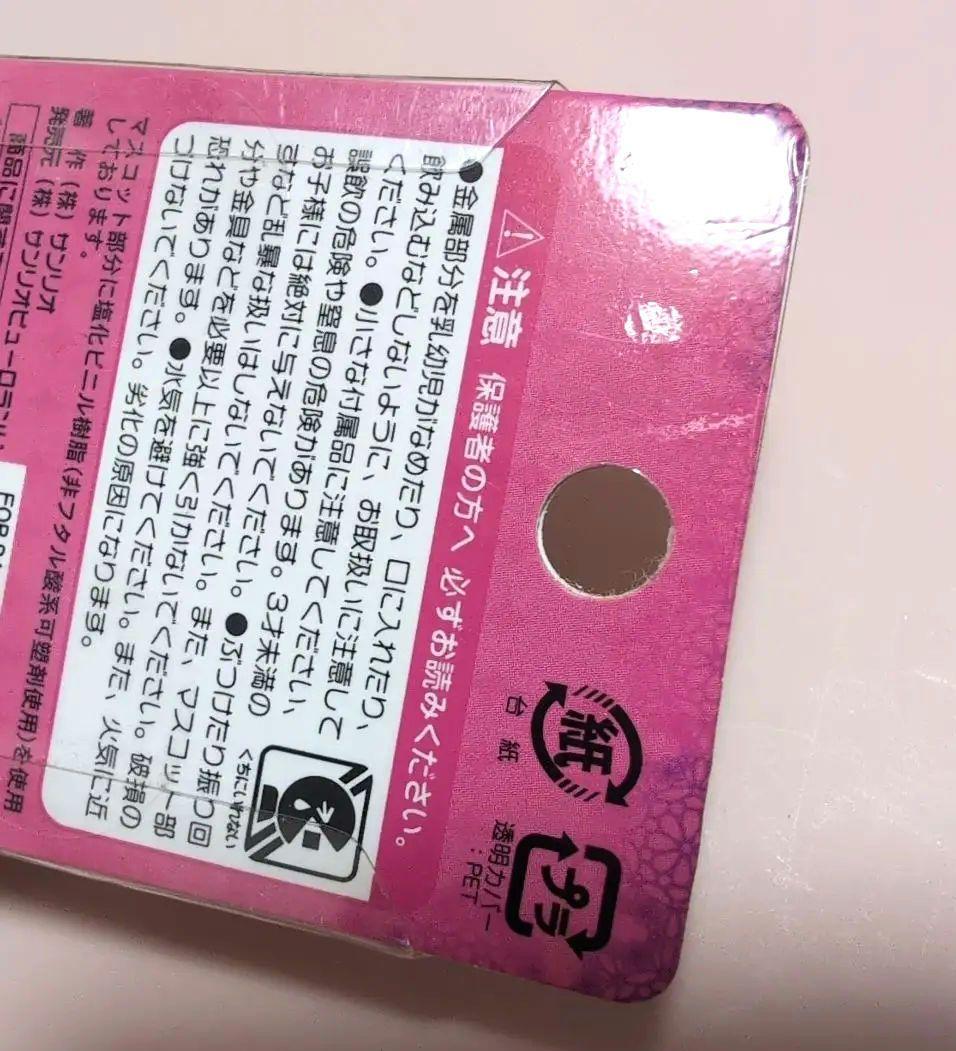 紙
台紙
プラ
透明カバー
:PET
注意 保護者の方へ 必ずお読みください。
●金属部分を乳幼児がなめたり、口に入れたり、
飲み込むなどしないように、お取扱いに注意して
ください。●小さな付属品に注意してください、
誤飲の危険や窒息の危険があります。3才未満の
お子様には絶対に与えないでください。●ぶつけたり振り回
すなど乱暴な扱いはしないでください。また、マスコット部
分や金具などを必要以上に強く引かないでください。破損の
恐れがあります。●水気を避けてください。また、火気に近
づけないでください。劣化の原因になります。
くちにいれない
マスコット部分に塩化ビニル樹脂(非フタル酸系可塑剤使用)を使用
しております。
著 作(株)サンリオ
発売元(株)サンリオピューロランド
商品に関